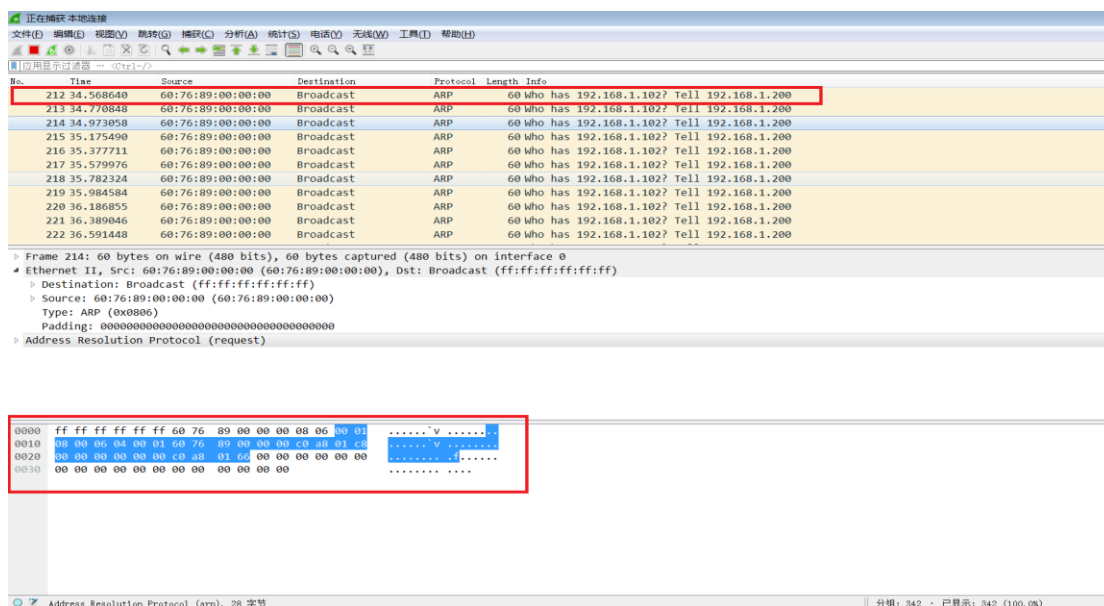 正在捕获 本地连接
文件(F) 编辑(E) 视图(V) 跳转(G) 捕获(C) 分析(A) 统计(S) 电话(Y) 无线(W) 工具(T) 帮助(H)
应用显示过滤器 … <Ctrl-/>
No. Time Source Destination Protocol Length Info
212 34.568640 60:76:89:00:00:00 Broadcast ARP 60 Who has 192.168.1.102? Tell 192.168.1.200
213 34.770848 60:76:89:00:00:00 Broadcast ARP 60 Who has 192.168.1.102? Tell 192.168.1.200
214 34.973058 60:76:89:00:00:00 Broadcast ARP 60 Who has 192.168.1.102? Tell 192.168.1.200
215 35.175490 60:76:89:00:00:00 Broadcast ARP 60 Who has 192.168.1.102? Tell 192.168.1.200
216 35.377711 60:76:89:00:00:00 Broadcast ARP 60 Who has 192.168.1.102? Tell 192.168.1.200
217 35.579976 60:76:89:00:00:00 Broadcast ARP 60 Who has 192.168.1.102? Tell 192.168.1.200
218 35.782324 60:76:89:00:00:00 Broadcast ARP 60 Who has 192.168.1.102? Tell 192.168.1.200
219 35.984584 60:76:89:00:00:00 Broadcast ARP 60 Who has 192.168.1.102? Tell 192.168.1.200
220 36.186855 60:76:89:00:00:00 Broadcast ARP 60 Who has 192.168.1.102? Tell 192.168.1.200
221 36.389046 60:76:89:00:00:00 Broadcast ARP 60 Who has 192.168.1.102? Tell 192.168.1.200
222 36.591448 60:76:89:00:00:00 Broadcast ARP 60 Who has 192.168.1.102? Tell 192.168.1.200
Frame 214: 60 bytes on wire (480 bits), 60 bytes captured (480 bits) on interface 0
Ethernet II, Src: 60:76:89:00:00:00 (60:76:89:00:00:00), Dst: Broadcast (ff:ff:ff:ff:ff:ff)
Destination: Broadcast (ff:ff:ff:ff:ff:ff)
Source: 60:76:89:00:00:00 (60:76:89:00:00:00)
Type: ARP (0x0806)
Padding: 000000000000000000000000000000000000
Address Resolution Protocol (request)
0000 ff ff ff ff ff ff 60 76 89 00 00 00 08 06 00 01 ......`v ........
0010 08 00 06 04 00 01 60 76 89 00 00 00 c0 a8 01 c8 ......`v ........
0020 00 00 00 00 00 00 c0 a8 01 66 00 00 00 00 00 00 ........ .f......
0030 00 00 00 00 00 00 00 00 00 00 00 00 ........ ....
Address Resolution Protocol (arp), 28 字节 分组: 342 · 已显示: 342 (100.0%)